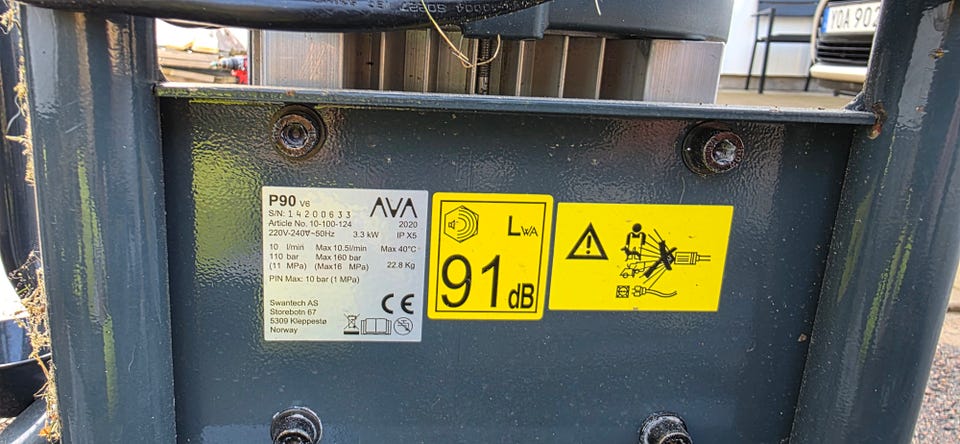 YOA 902
P90 V6
AVA
S/N: 14200633
Article No. 10-100-124 2020
220V-240V~50Hz 3.3 kW IP X5
10 l/min Max 10.5l/min Max 40°C
110 bar Max 160 bar
(11 MPa) (Max16 MPa) 22.8 Kg
PIN Max: 10 bar (1 MPa)
Swantech AS
Storebotn 67
5309 Kleppestø
Norway
CE
LWA
91 dB